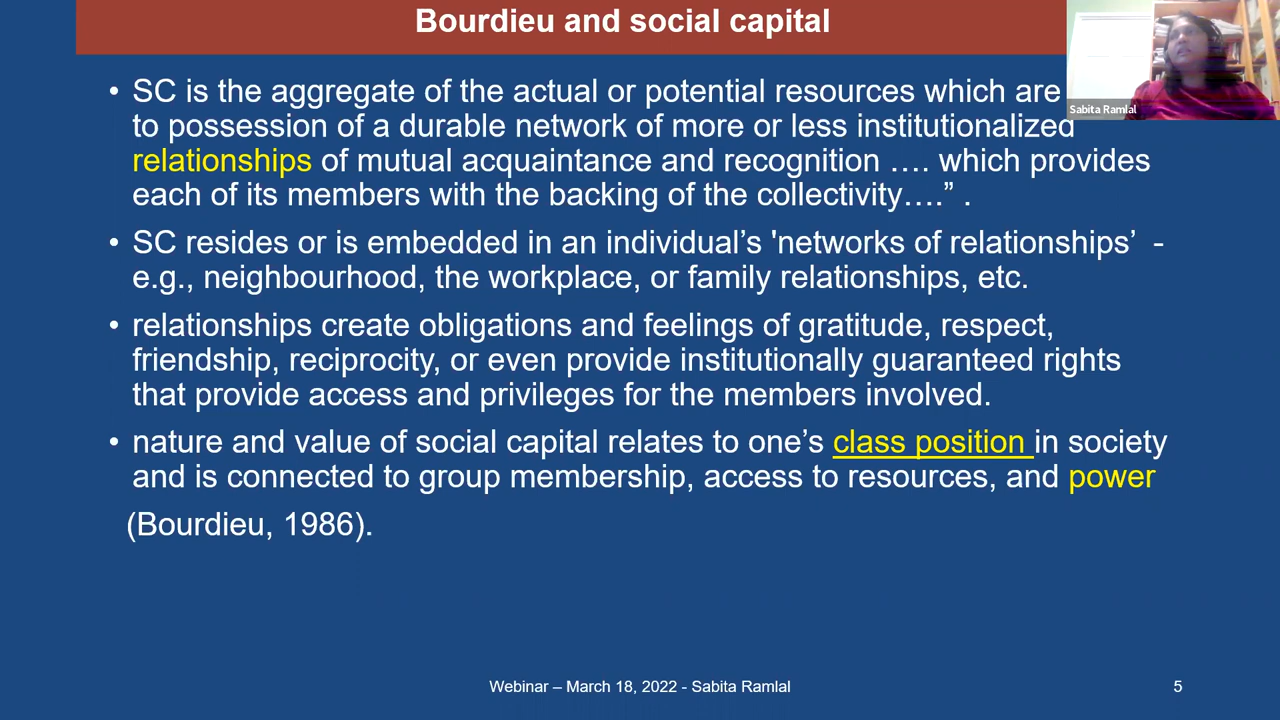 Bourdieu and social capital
Sabita Ramlal
• SC is the aggregate of the actual or potential resources which are
to possession of a durable network of more or less institutionalized
relationships of mutual acquaintance and recognition …. which provides
each of its members with the backing of the collectivity….” .
• SC resides or is embedded in an individual’s 'networks of relationships’ -
e.g., neighbourhood, the workplace, or family relationships, etc.
• relationships create obligations and feelings of gratitude, respect,
friendship, reciprocity, or even provide institutionally guaranteed rights
that provide access and privileges for the members involved.
• nature and value of social capital relates to one’s class position in society
and is connected to group membership, access to resources, and power
(Bourdieu, 1986).
Webinar – March 18, 2022 - Sabita Ramlal
5